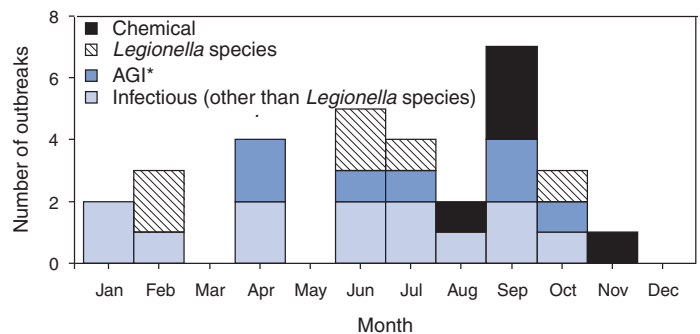 8
6
4
2
0
Number of outbreaks
Chemical
Legionella species
AGI*
Infectious (other than Legionella species)
Jan Feb Mar Apr May Jun Jul Aug Sep Oct Nov Dec
Month